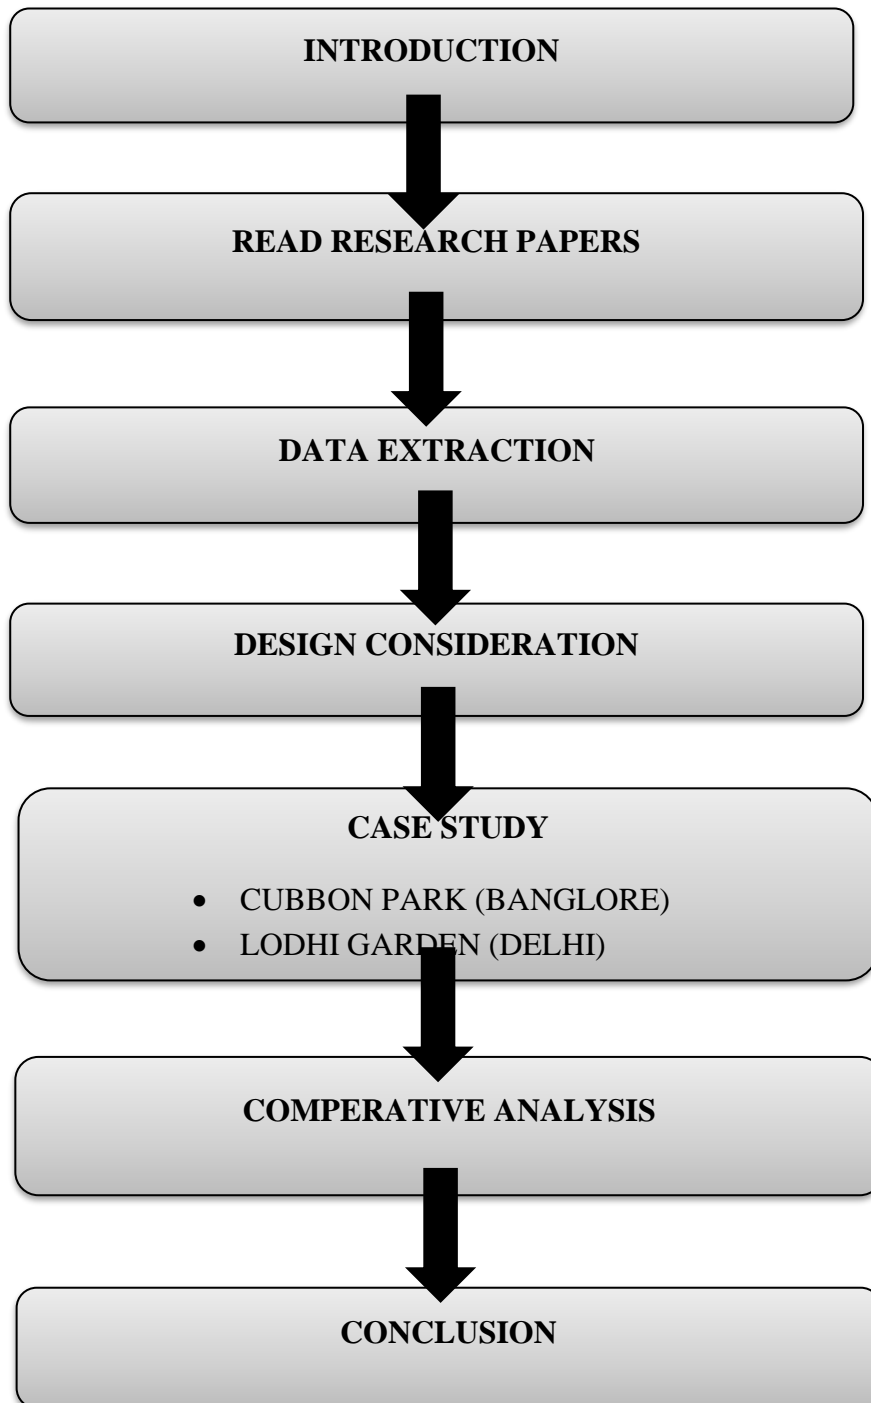 INTRODUCTION
READ RESEARCH PAPERS
DATA EXTRACTION
DESIGN CONSIDERATION
CASE STUDY
• CUBBON PARK (BANGLORE)
• LODHI GARDEN (DELHI)
COMPERATIVE ANALYSIS
CONCLUSION